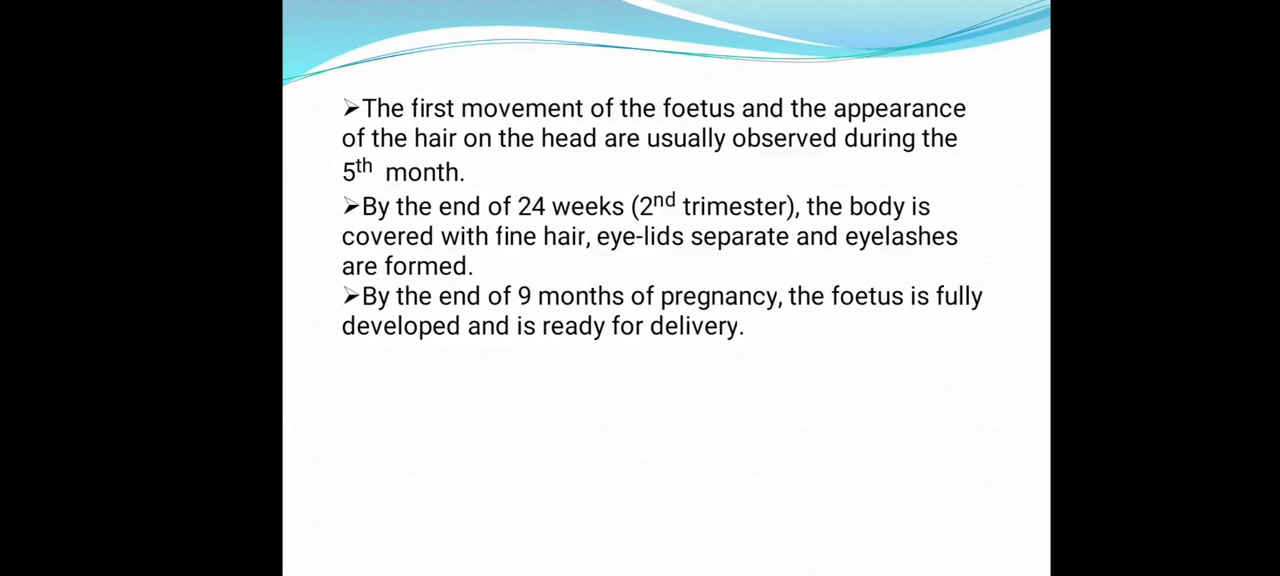 ➢The first movement of the foetus and the appearance
of the hair on the head are usually observed during the
5th month.
➢By the end of 24 weeks (2nd trimester), the body is
covered with fine hair, eye-lids separate and eyelashes
are formed.
➢By the end of 9 months of pregnancy, the foetus is fully
developed and is ready for delivery.